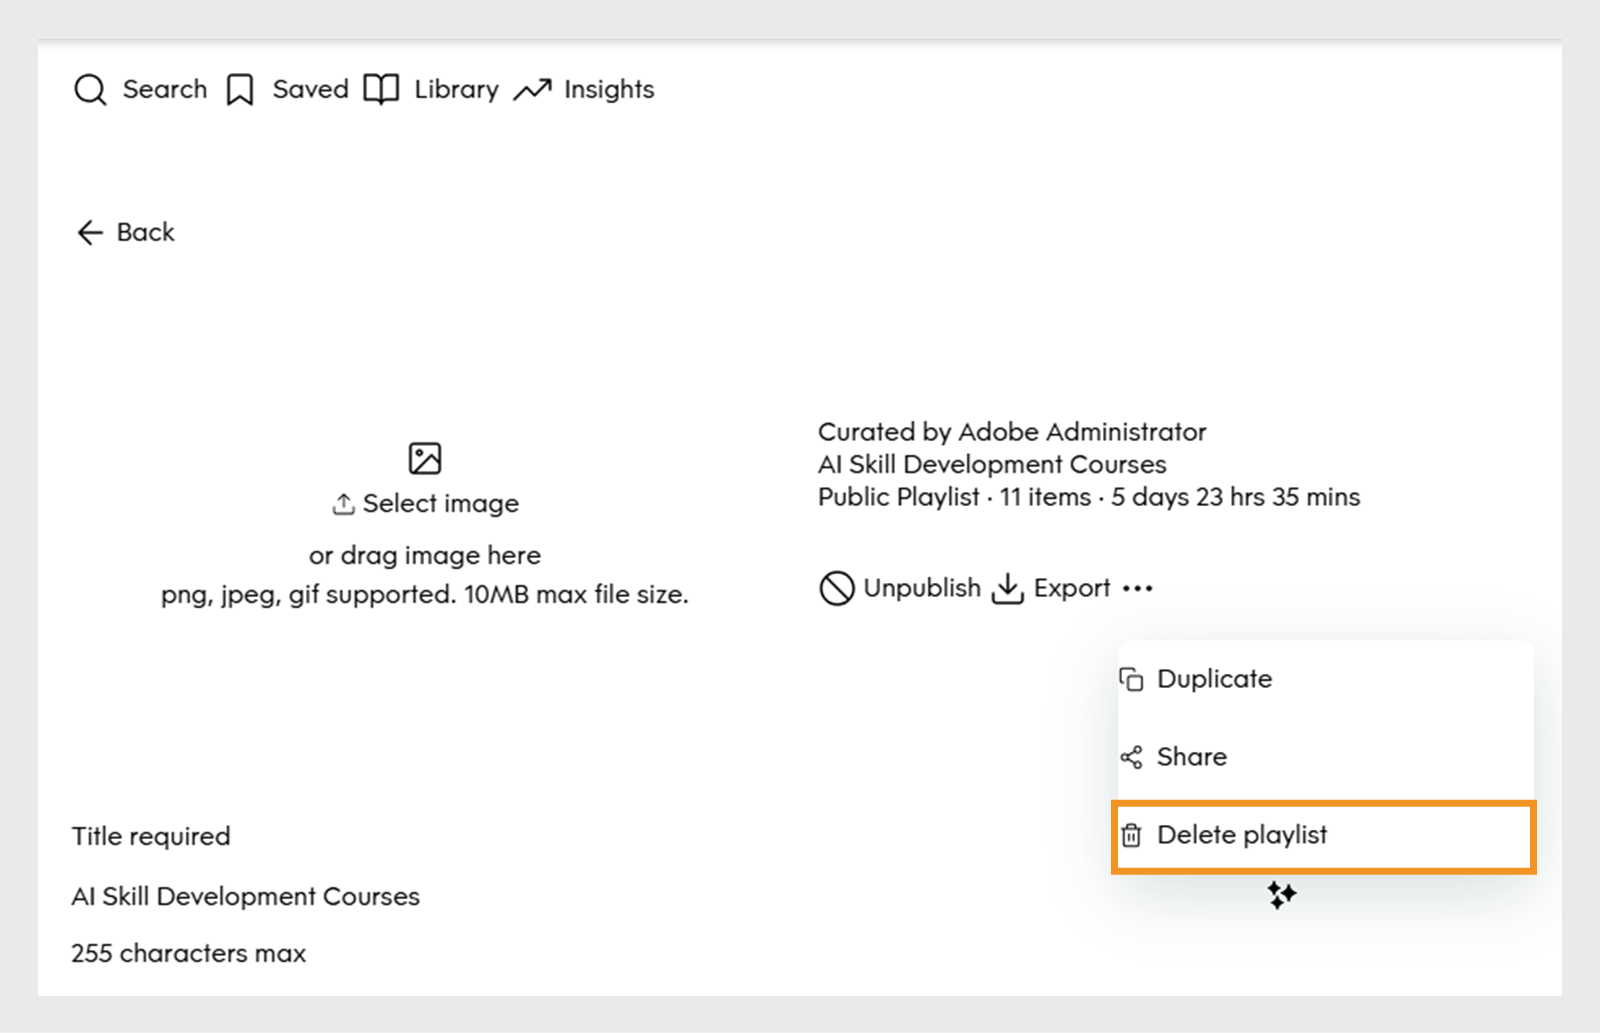 Search Saved Library Insights
Back
Select image
or drag image here
png, jpeg, gif supported. 10MB max file size.
Curated by Adobe Administrator
AI Skill Development Courses
Public Playlist · 11 items · 5 days 23 hrs 35 mins
Unpublish Export ···
Duplicate
Share
Delete playlist
Title required
AI Skill Development Courses
255 characters max